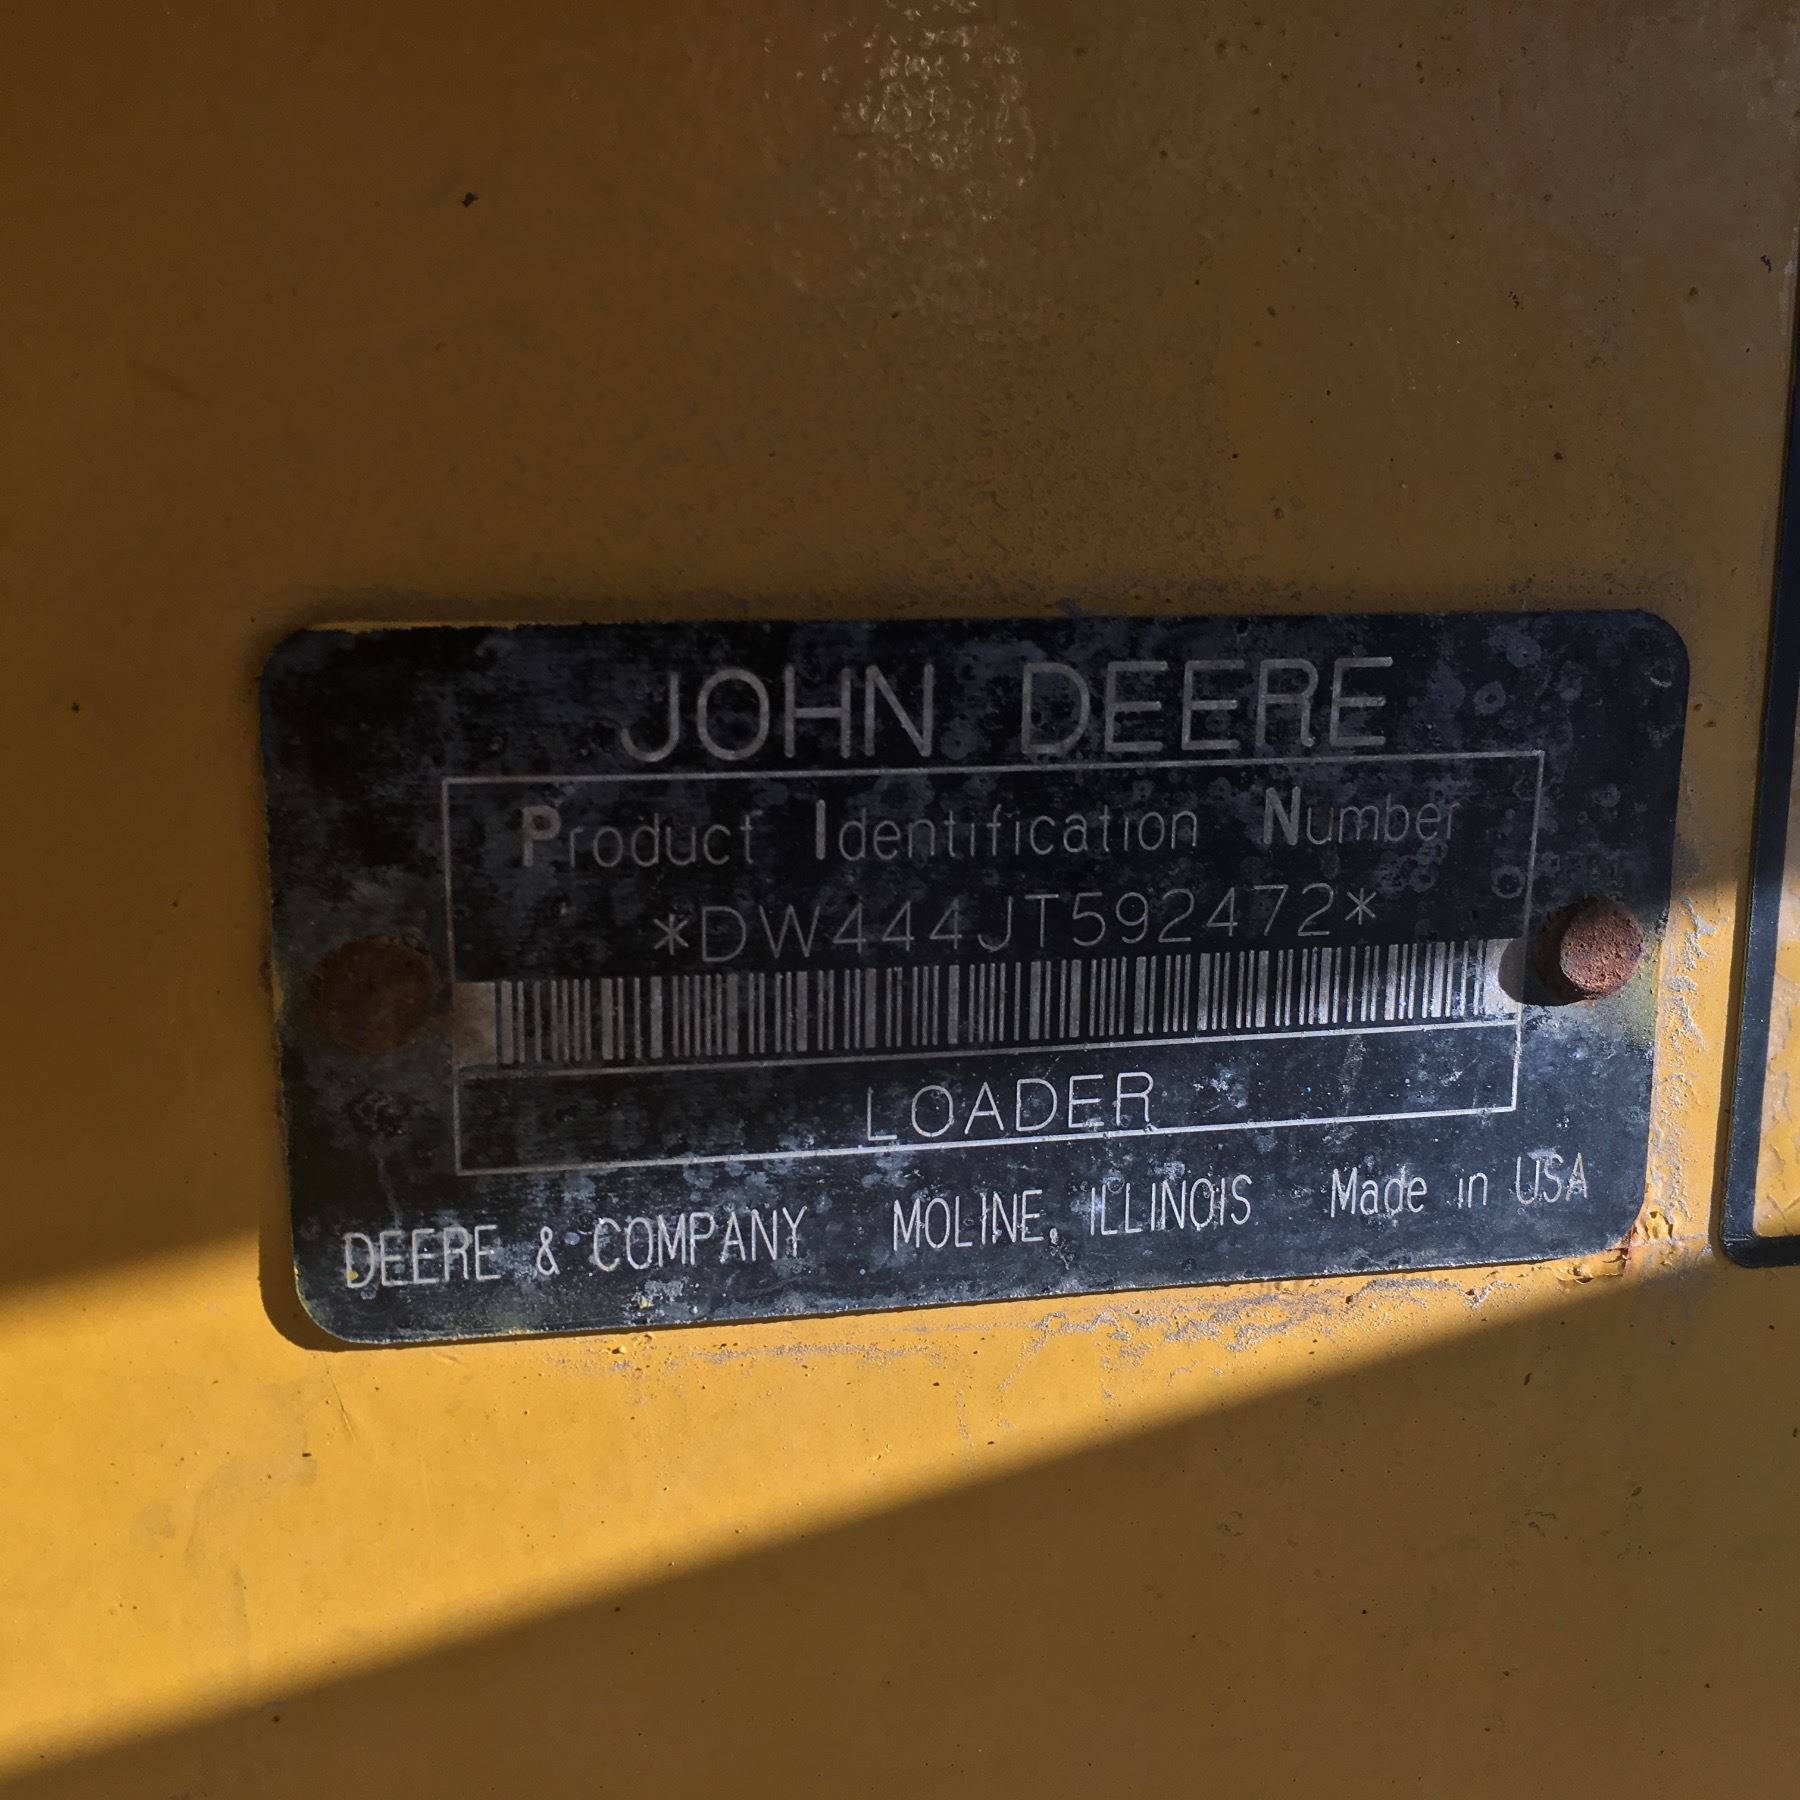 JOHN DEERE
Product Identification Number
*DW444JT592472*
LOADER
DEERE & COMPANY MOLINE, ILLINOIS Made in USA